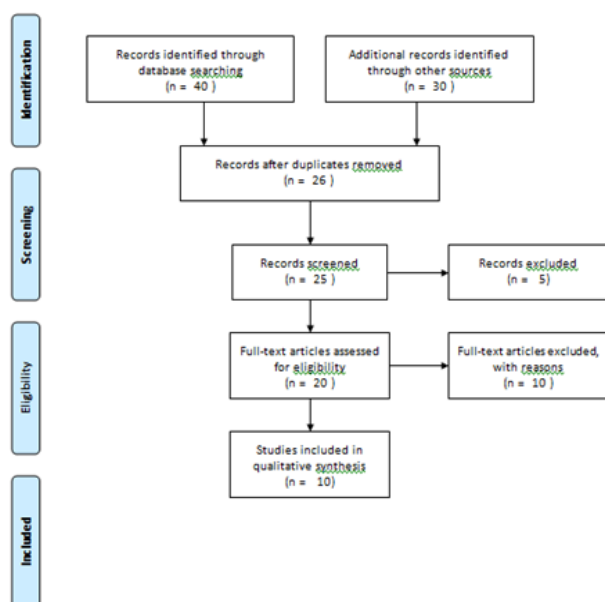 Identification
Records identified through
database searching
(n = 40 )
Additional records identified
through other sources
(n = 30 )
Records after duplicates removed
(n = 26 )
Screening
Records screened
(n = 25 )
Records excluded
(n = 5)
Eligibility
Full-text articles assessed
for eligibility
(n = 20 )
Full-text articles excluded,
with reasons
(n = 10 )
Studies included in
qualitative synthesis
(n = 10)
Included